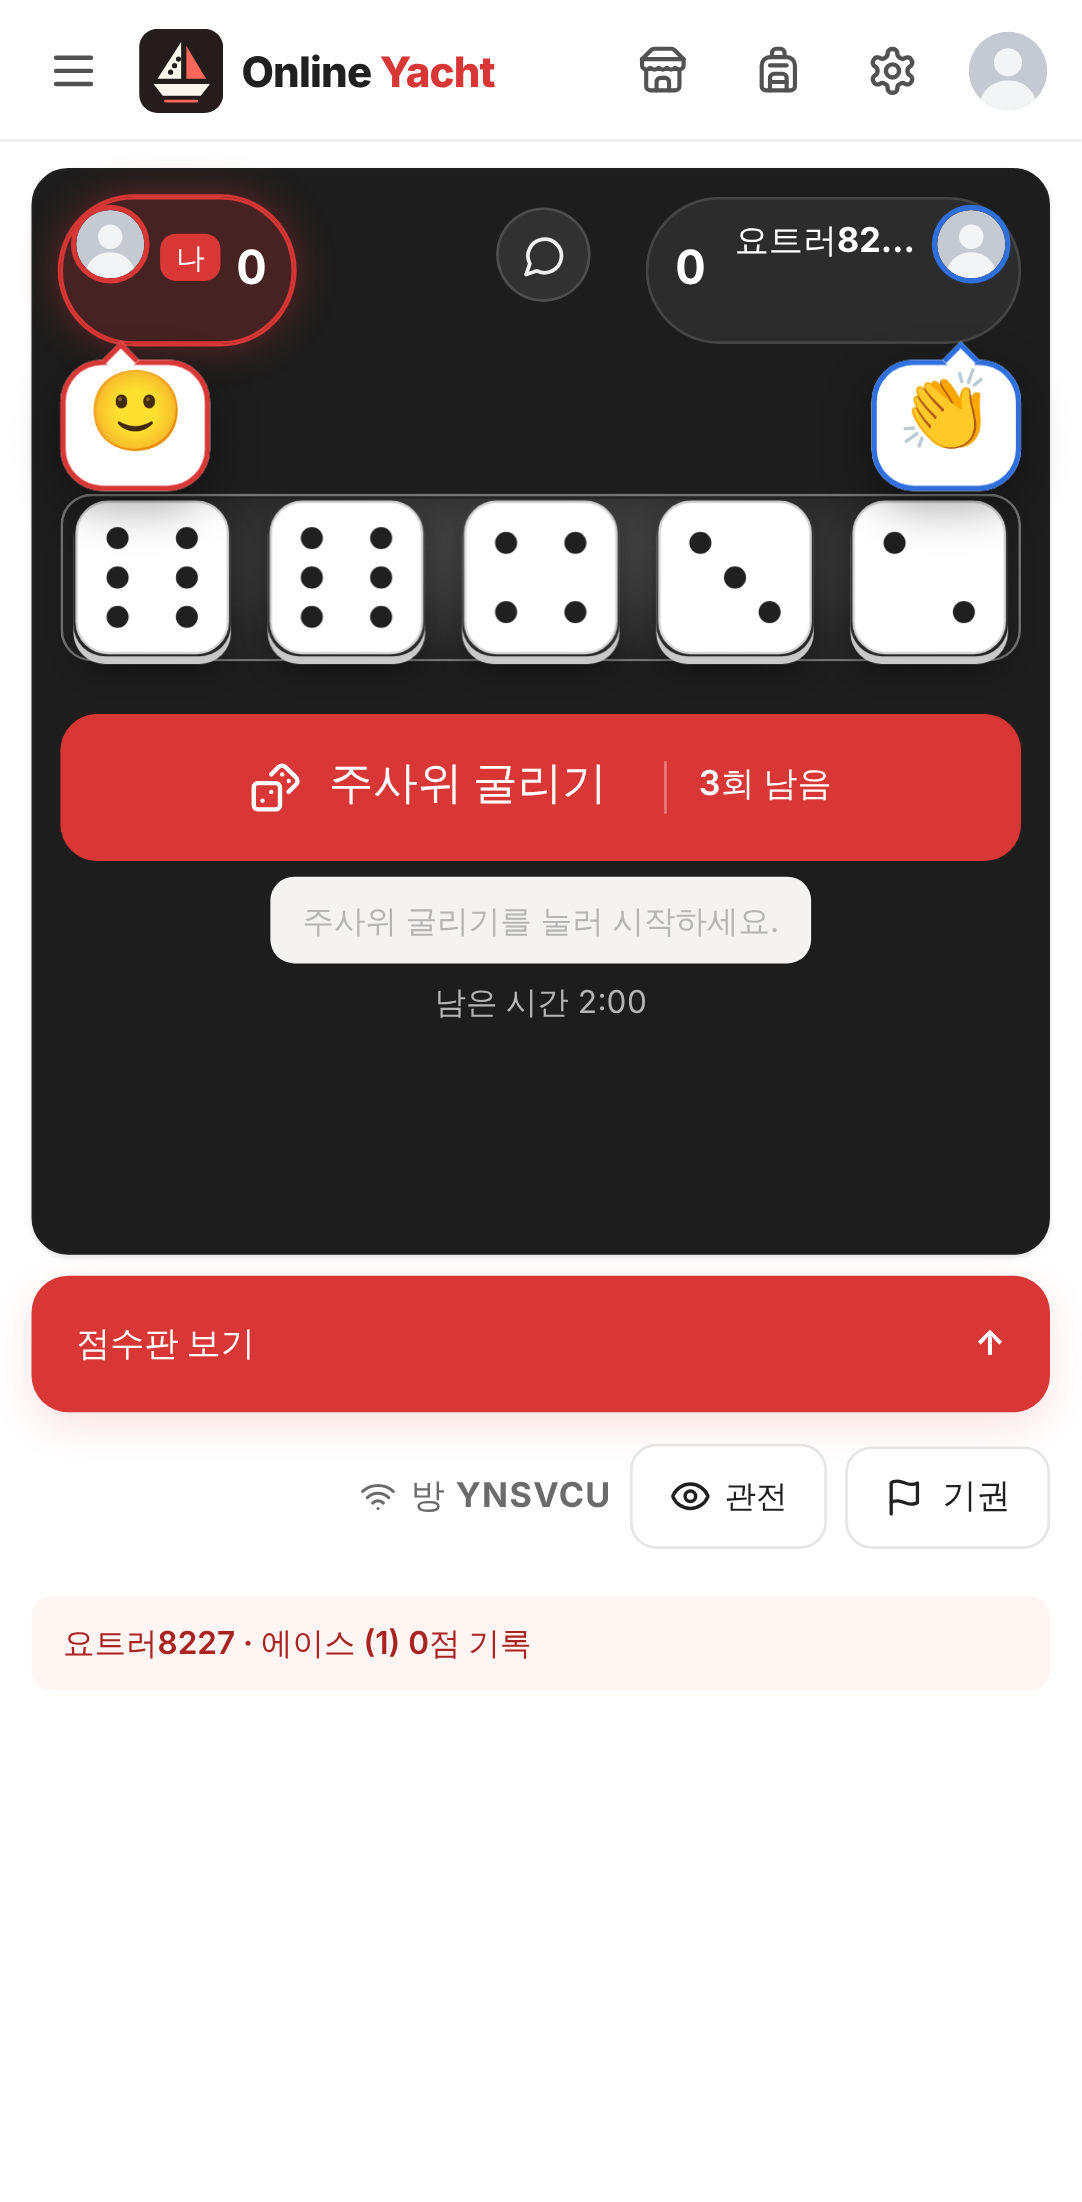 Online Yacht
나 0
0 요트러82...
주사위 굴리기 3회 남음
주사위 굴리기를 눌러 시작하세요.
남은 시간 2:00
점수판 보기
방 YNSVCU 관전 기권
요트러8227 · 에이스 (1) 0점 기록